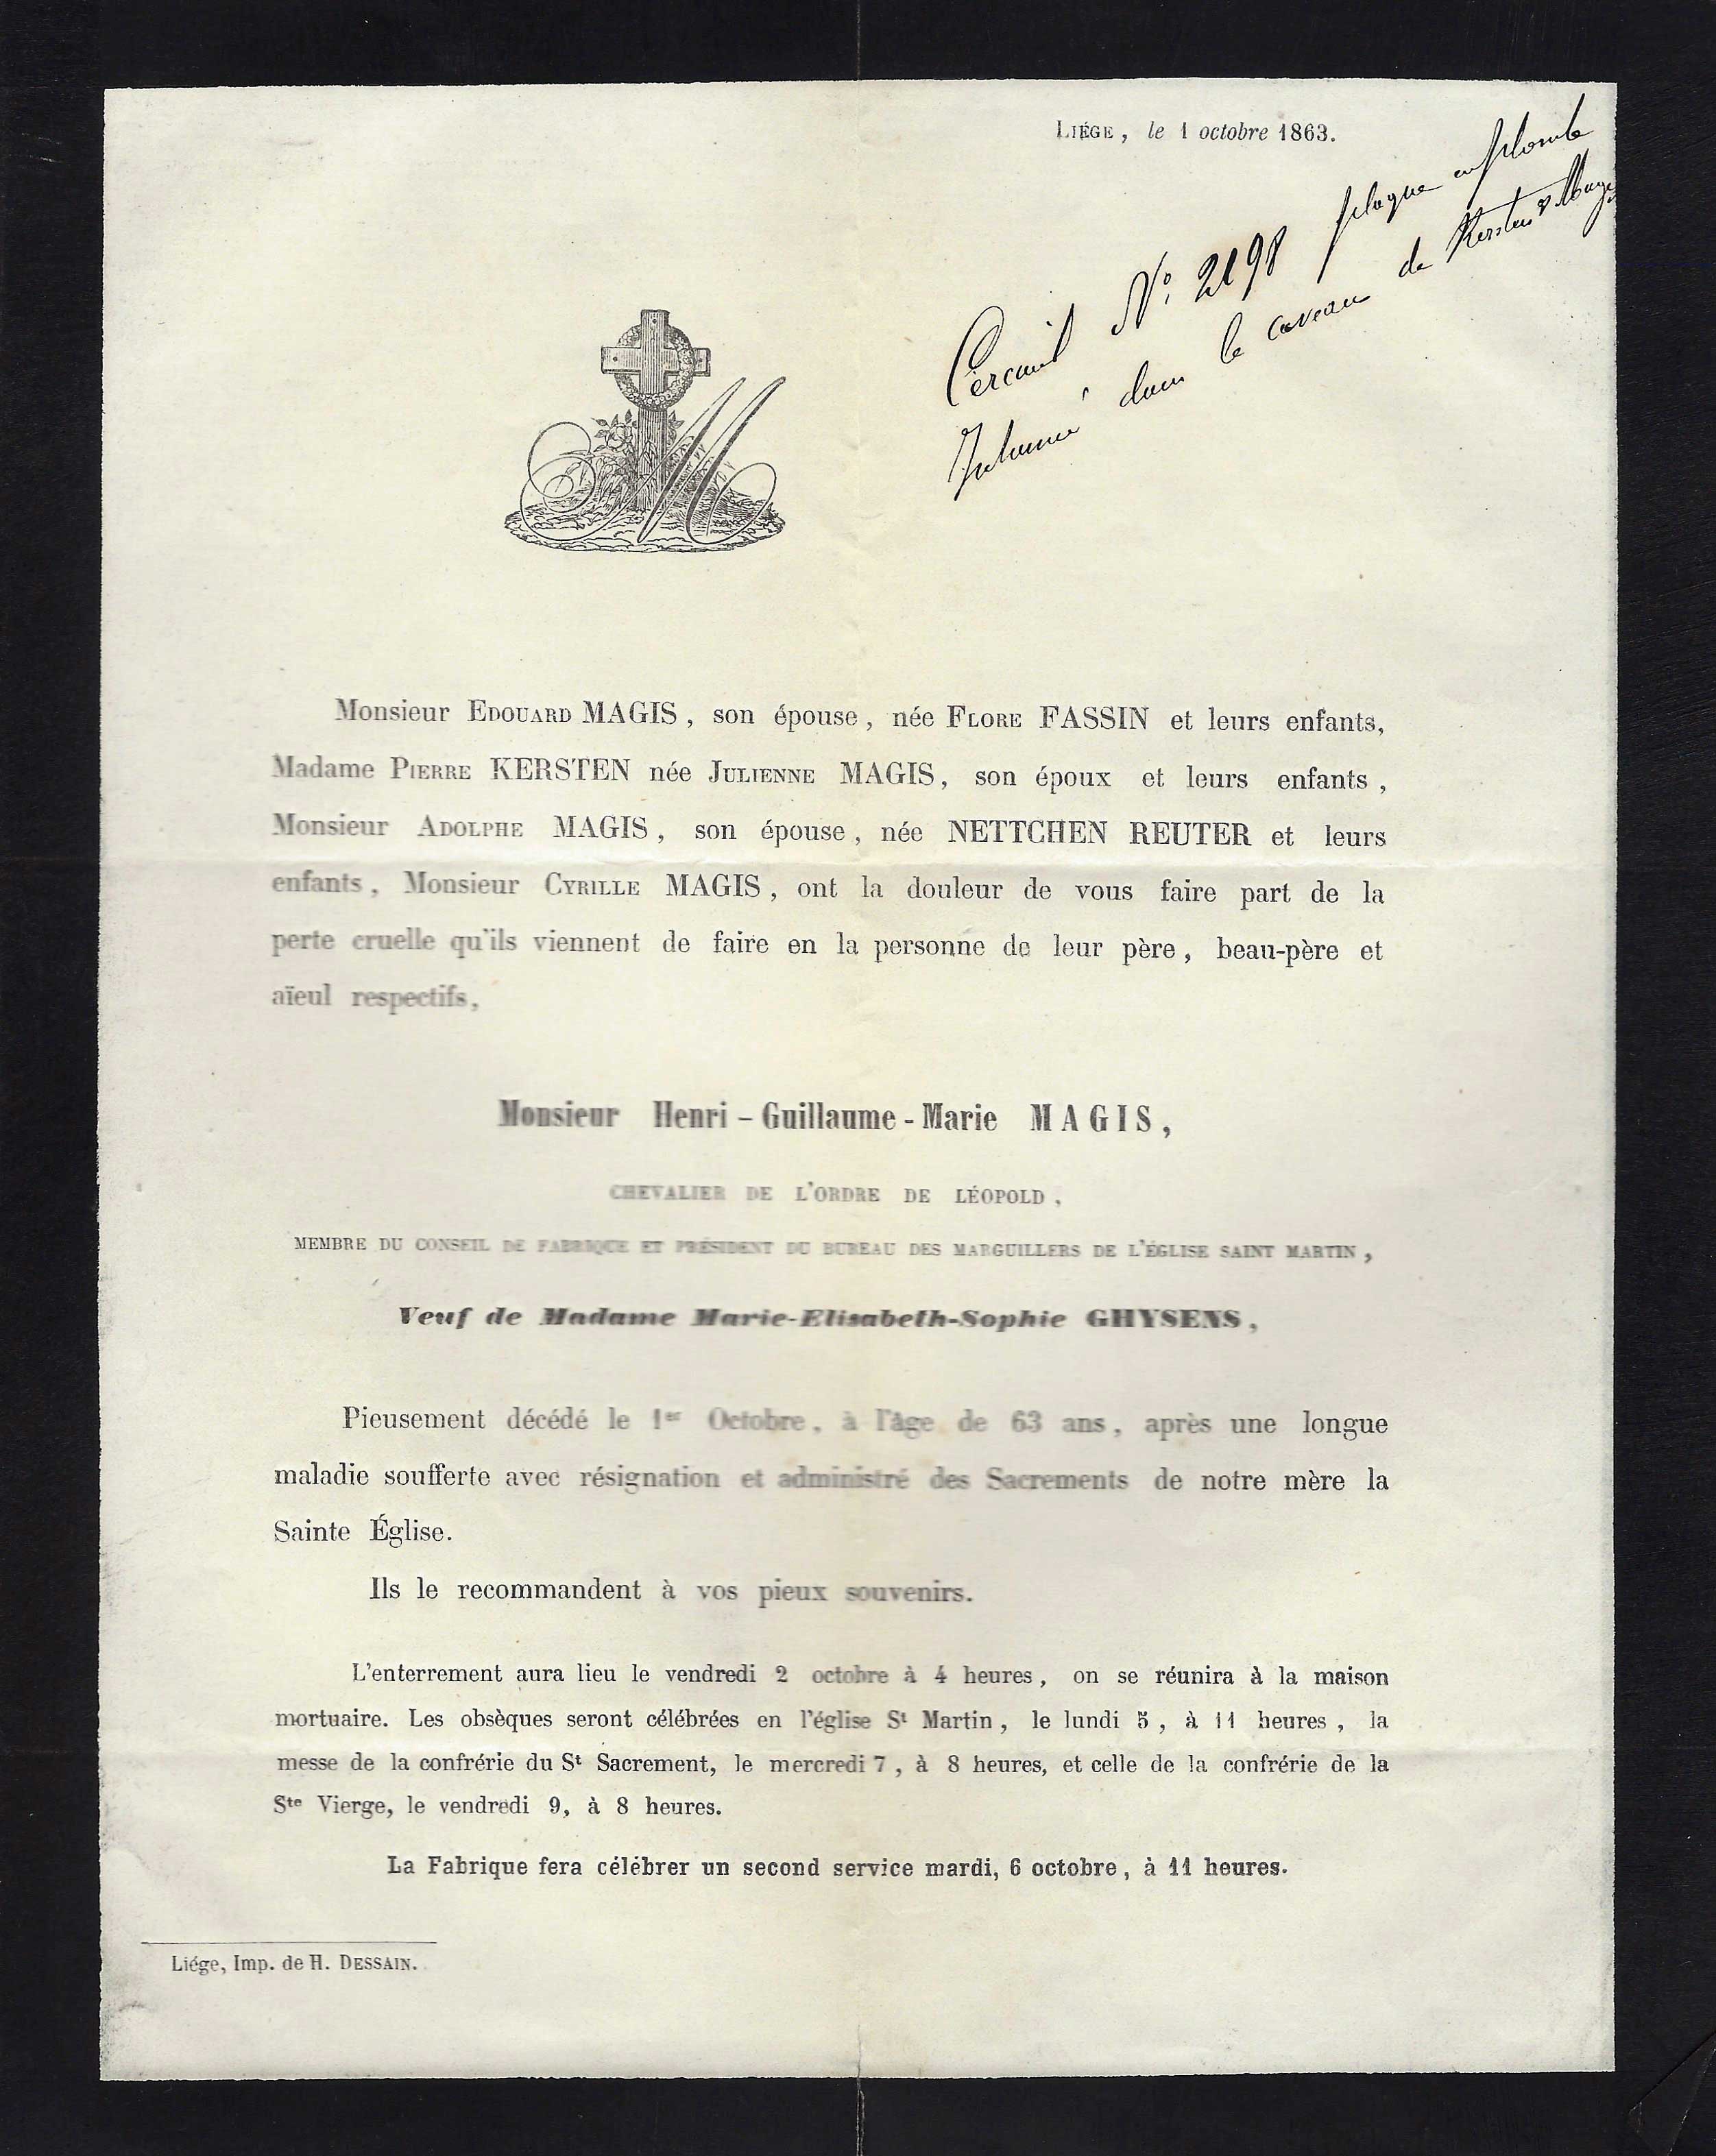 LIÉGE, le 1 octobre 1863.
Cercueil N° 2198 plaque en plomb
Inhumé dans le caveau de Kersten & Magis
M
Monsieur EDOUARD MAGIS, son épouse, née FLORE FASSIN et leurs enfants,
Madame PIERRE KERSTEN née JULIENNE MAGIS, son époux et leurs enfants,
Monsieur ADOLPHE MAGIS, son épouse, née NETTCHEN REUTER et leurs
enfants, Monsieur CYRILLE MAGIS, ont la douleur de vous faire part de la
perte cruelle qu'ils viennent de faire en la personne de leur père, beau-père et
aïeul respectifs,
Monsieur Henri-Guillaume-Marie MAGIS,
CHEVALIER DE L'ORDRE DE LÉOPOLD,
MEMBRE DU CONSEIL DE FABRIQUE ET PRÉSIDENT DU BUREAU DES MARGUILLERS DE L'ÉGLISE SAINT MARTIN,
Veuf de Madame Marie-Elisabeth-Sophie GHYSENS,
Pieusement décédé le 1er Octobre, à l'âge de 63 ans, après une longue
maladie soufferte avec résignation et administré des Sacrements de notre mère la
Sainte Église.
Ils le recommandent à vos pieux souvenirs.
L'enterrement aura lieu le vendredi 2 octobre à 4 heures, on se réunira à la maison
mortuaire. Les obsèques seront célébrées en l'église St Martin, le lundi 5, à 11 heures, la
messe de la confrérie du St Sacrement, le mercredi 7, à 8 heures, et celle de la confrérie de la
Ste Vierge, le vendredi 9, à 8 heures.
La Fabrique fera célébrer un second service mardi, 6 octobre, à 11 heures.
Liége, Imp. de H. DESSAIN.